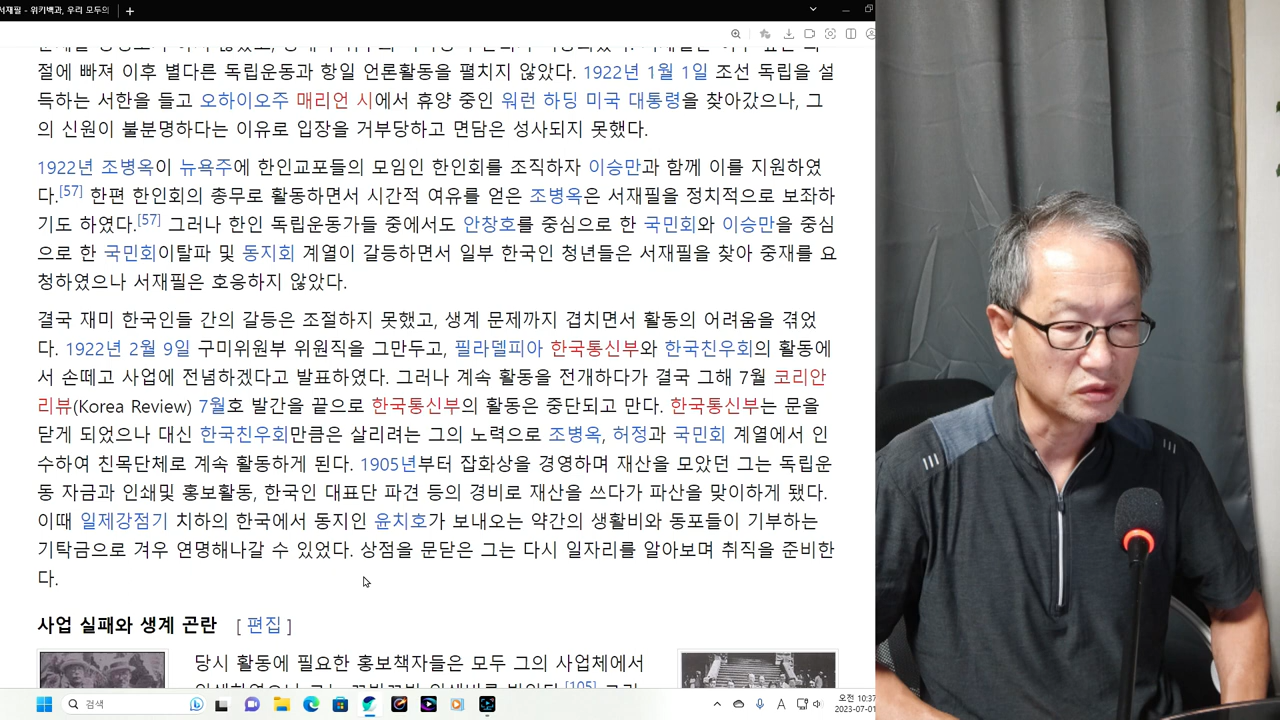 서재필 - 위키백과, 우리 모두의
절에 빠져 이후 별다른 독립운동과 항일 언론활동을 펼치지 않았다. 1922년 1월 1일 조선 독립을 설
득하는 서한을 들고 오하이오주 매리언 시에서 휴양 중인 워런 하딩 미국 대통령을 찾아갔으나, 그
의 신원이 불분명하다는 이유로 입장을 거부당하고 면담은 성사되지 못했다.
1922년 조병옥이 뉴욕주에 한인교포들의 모임인 한인회를 조직하자 이승만과 함께 이를 지원하였
다.[57] 한편 한인회의 총무로 활동하면서 시간적 여유를 얻은 조병옥은 서재필을 정치적으로 보좌하
기도 하였다.[57] 그러나 한인 독립운동가들 중에서도 안창호를 중심으로 한 국민회와 이승만을 중심
으로 한 국민회이탈파 및 동지회 계열이 갈등하면서 일부 한국인 청년들은 서재필을 찾아 중재를 요
청하였으나 서재필은 호응하지 않았다.
결국 재미 한국인들 간의 갈등은 조절하지 못했고, 생계 문제까지 겹치면서 활동의 어려움을 겪었
다. 1922년 2월 9일 구미위원부 위원직을 그만두고, 필라델피아 한국통신부와 한국친우회의 활동에
서 손떼고 사업에 전념하겠다고 발표하였다. 그러나 계속 활동을 전개하다가 결국 그해 7월 코리안
리뷰(Korea Review) 7월호 발간을 끝으로 한국통신부의 활동은 중단되고 만다. 한국통신부는 문을
닫게 되었으나 대신 한국친우회만큼은 살리려는 그의 노력으로 조병옥, 허정과 국민회 계열에서 인
수하여 친목단체로 계속 활동하게 된다. 1905년부터 잡화상을 경영하며 재산을 모았던 그는 독립운
동 자금과 인쇄및 홍보활동, 한국인 대표단 파견 등의 경비로 재산을 쓰다가 파산을 맞이하게 됐다.
이때 일제강점기 치하의 한국에서 동지인 윤치호가 보내오는 약간의 생활비와 동포들이 기부하는
기탁금으로 겨우 연명해나갈 수 있었다. 상점을 문닫은 그는 다시 일자리를 알아보며 취직을 준비한
다.
사업 실패와 생계 곤란 [ 편집 ]
당시 활동에 필요한 홍보책자들은 모두 그의 사업체에서
[105]
검색
A
오전 10:37
2023-07-01